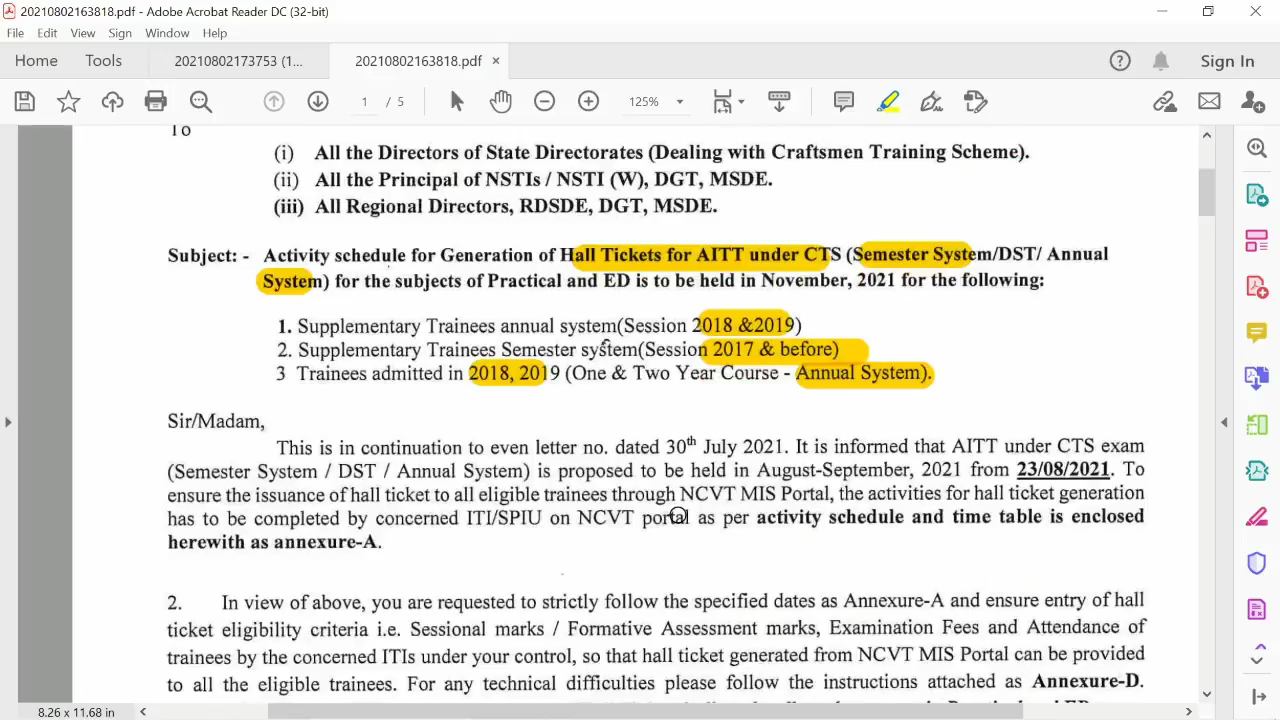 20210802163818.pdf - Adobe Acrobat Reader DC (32-bit)
File Edit View Sign Window Help
Home Tools 20210802173753 (1... 20210802163818.pdf × Sign In
1 / 5 125%
To
(i) All the Directors of State Directorates (Dealing with Craftsmen Training Scheme).
(ii) All the Principal of NSTIs / NSTI (W), DGT, MSDE.
(iii) All Regional Directors, RDSDE, DGT, MSDE.
Subject: - Activity schedule for Generation of Hall Tickets for AITT under CTS (Semester System/DST/ Annual
System) for the subjects of Practical and ED is to be held in November, 2021 for the following:
1. Supplementary Trainees annual system(Session 2018 &2019)
2. Supplementary Trainees Semester system(Session 2017 & before)
3 Trainees admitted in 2018, 2019 (One & Two Year Course - Annual System).
Sir/Madam,
This is in continuation to even letter no. dated 30th July 2021. It is informed that AITT under CTS exam
(Semester System / DST / Annual System) is proposed to be held in August-September, 2021 from 23/08/2021. To
ensure the issuance of hall ticket to all eligible trainees through NCVT MIS Portal, the activities for hall ticket generation
has to be completed by concerned ITI/SPIU on NCVT portal as per activity schedule and time table is enclosed
herewith as annexure-A.
2. In view of above, you are requested to strictly follow the specified dates as Annexure-A and ensure entry of hall
ticket eligibility criteria i.e. Sessional marks / Formative Assessment marks, Examination Fees and Attendance of
trainees by the concerned ITIs under your control, so that hall ticket generated from NCVT MIS Portal can be provided
to all the eligible trainees. For any technical difficulties please follow the instructions attached as Annexure-D.
8.26 x 11.68 in